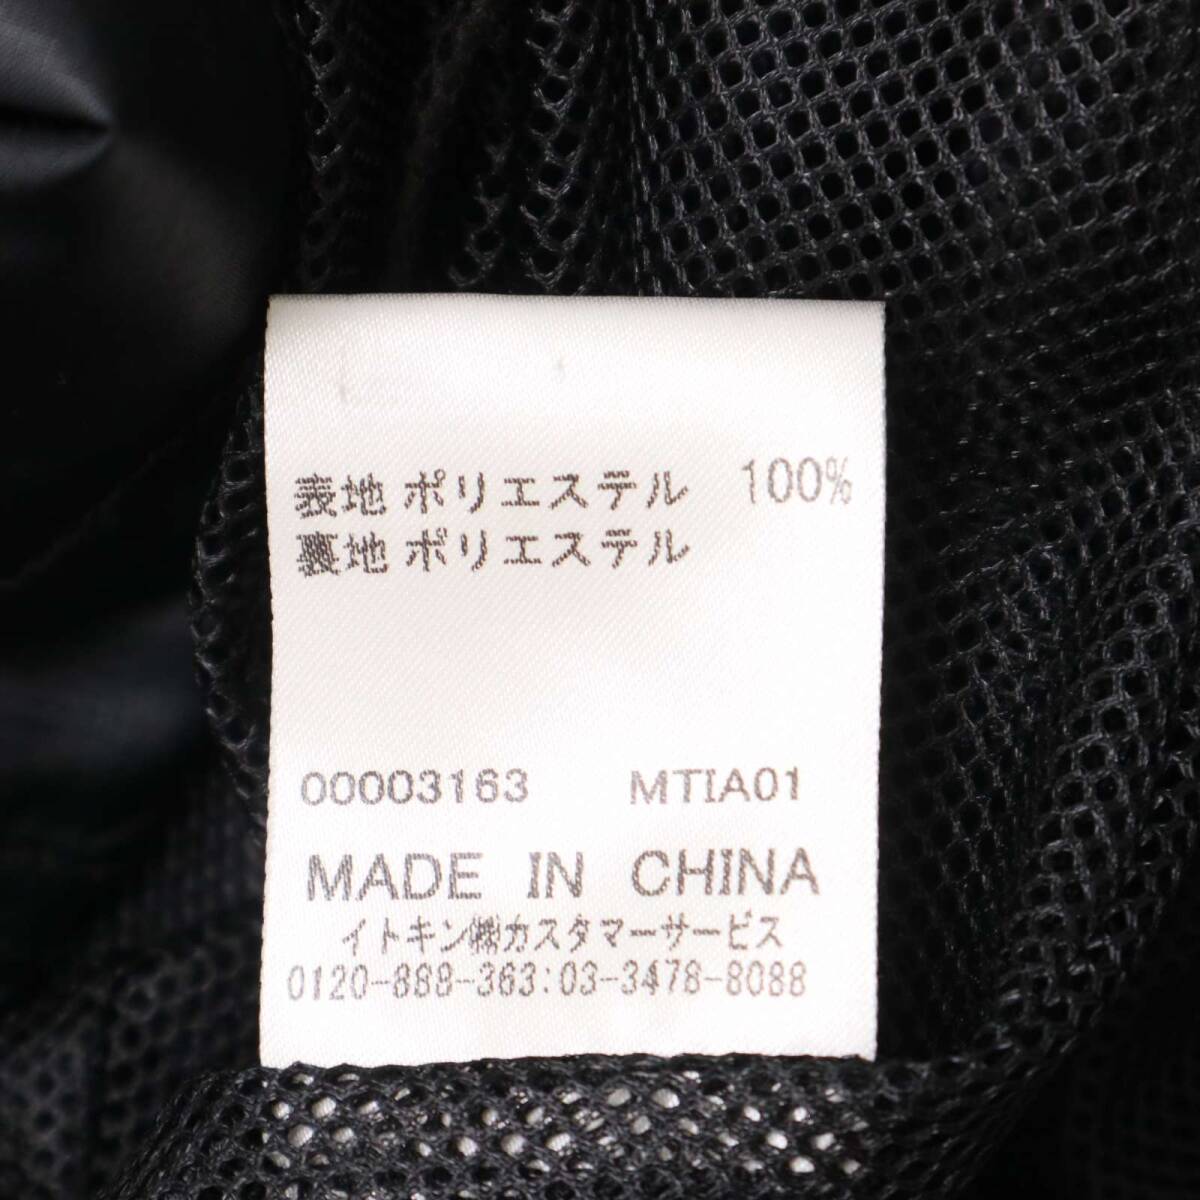 表地 ポリエステル 100%
裏地 ポリエステル
00003163 MTIA01
MADE IN CHINA
イトキン㈱カスタマーサービス
0120-888-363:03-3478-8088